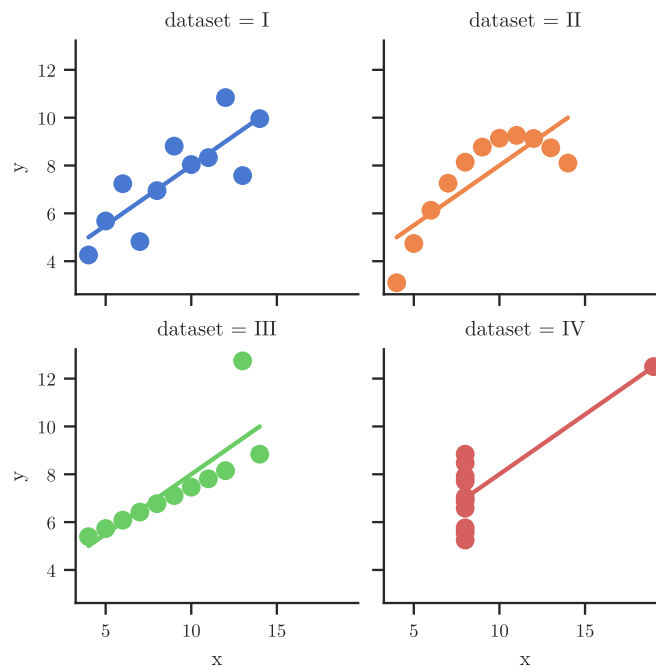 dataset = I
dataset = II
12
10
8
6
4
y
dataset = III
dataset = IV
12
10
8
6
4
y
5
10
15
5
10
15
x
x